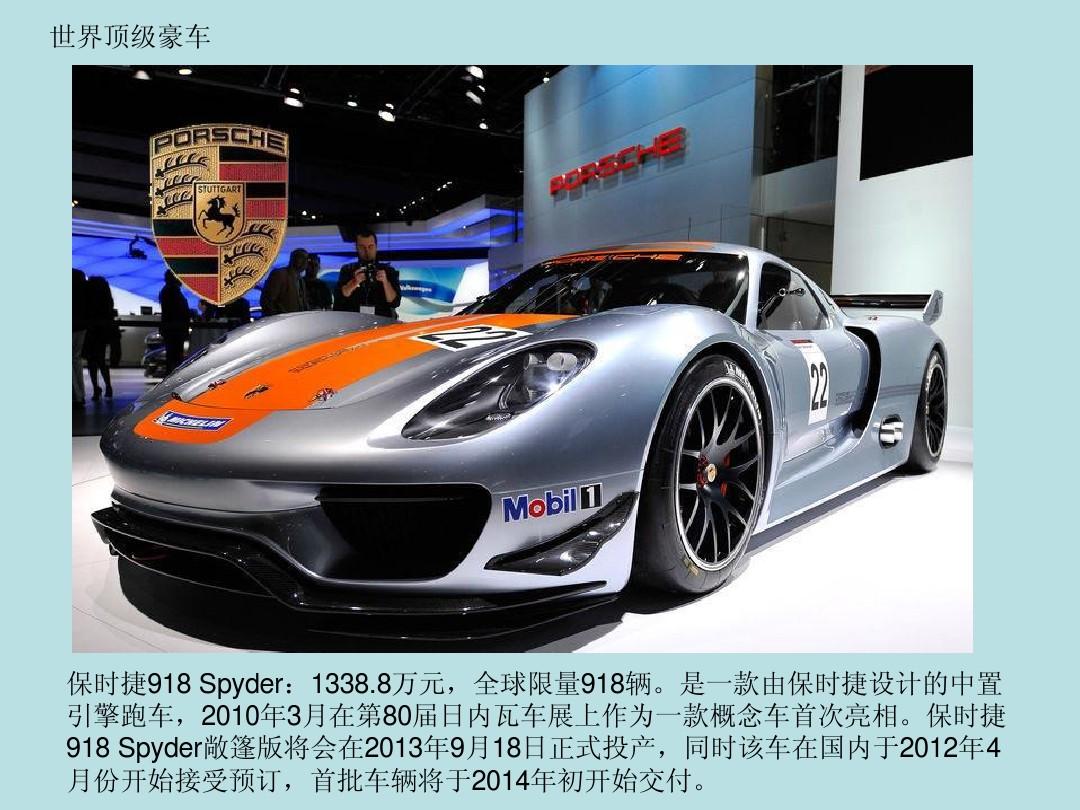 世界顶级豪车
PORSCHE
STUTTGART
PORSCHE
Volkswagen
PORSCHE
22
MICHELIN
22
Mobil 1
保时捷918 Spyder：1338.8万元，全球限量918辆。是一款由保时捷设计的中置
引擎跑车，2010年3月在第80届日内瓦车展上作为一款概念车首次亮相。保时捷
918 Spyder敞篷版将会在2013年9月18日正式投产，同时该车在国内于2012年4
月份开始接受预订，首批车辆将于2014年初开始交付。